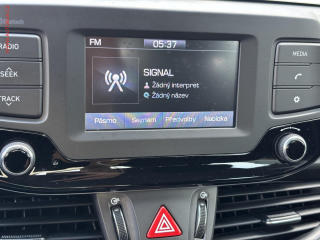 FM
05:37
RADIO
MEDIA
SEEK
TRACK
SIGNAL
Žádný interpret
Žádný název
Pásmo
Seznam
Předvolby
Nabídka